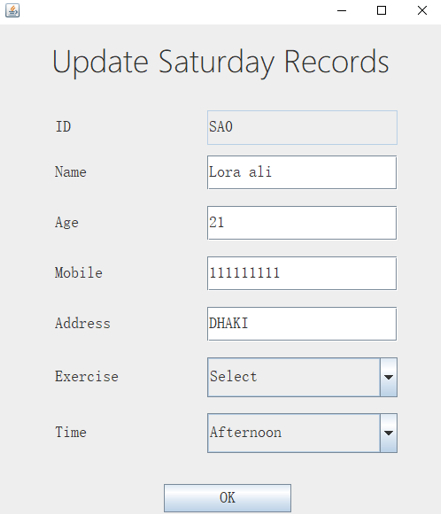 Update Saturday Records
ID SA0
Name Lora ali
Age 21
Mobile 111111111
Address DHAKI
Exercise Select
Time Afternoon
OK